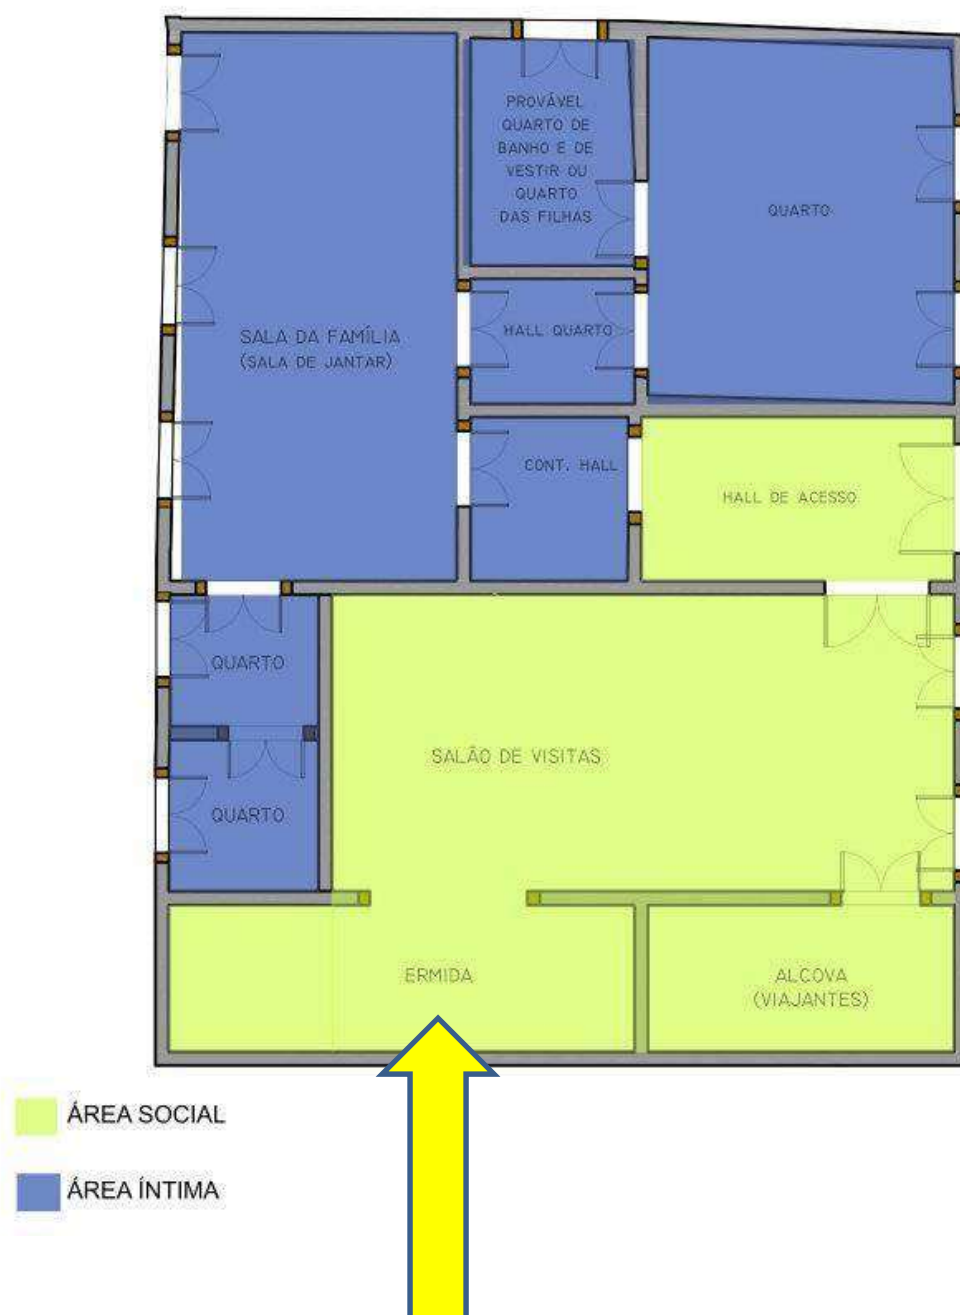 PROVÁVEL
QUARTO DE
BANHO E DE
VESTIR OU
QUARTO
DAS FILHAS
QUARTO
SALA DA FAMÍLIA
(SALA DE JANTAR)
HALL QUARTO
CONT. HALL
HALL DE ACESSO
QUARTO
SALÃO DE VISITAS
QUARTO
ERMIDA
ALCOVA
(VIAJANTES)
ÁREA SOCIAL
ÁREA ÍNTIMA